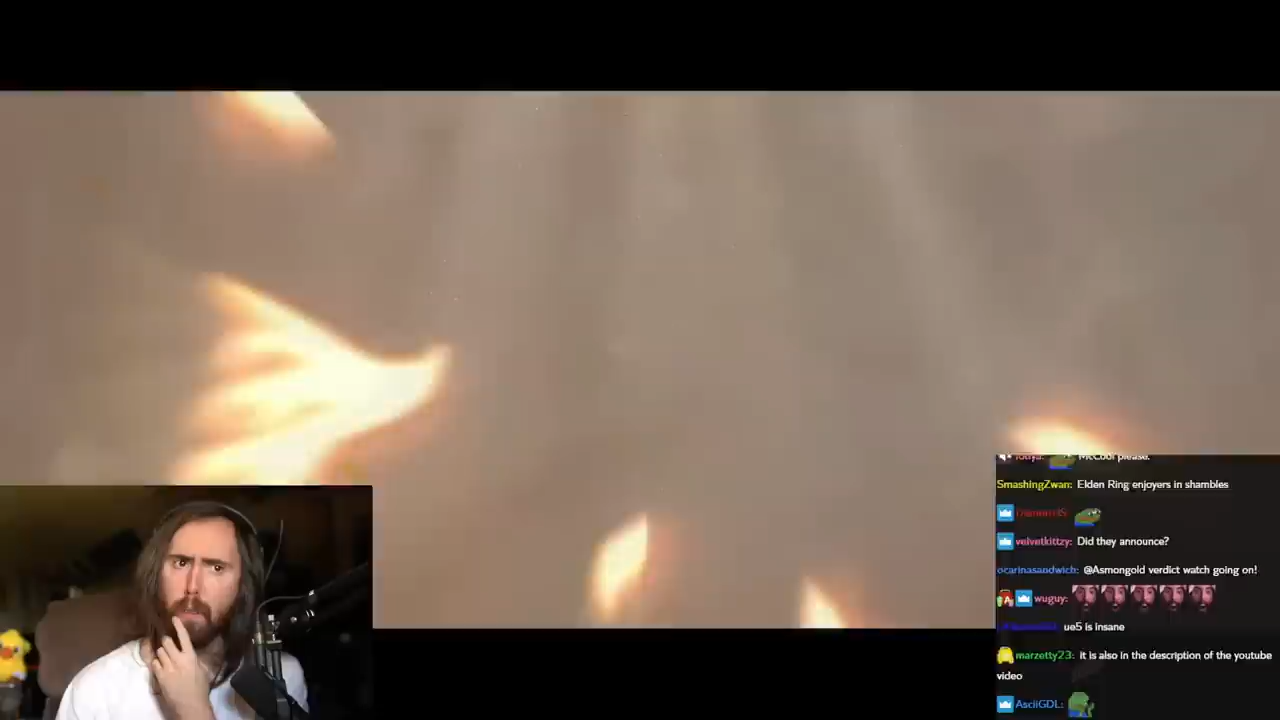 please.
SmashingZwan: Elden Ring enjoyers in shambles
velvetkittzy: Did they announce?
ocarinasandwich: @Asmongold verdict watch going on!
wuguy:
ue5 is insane
marzetty23: it is also in the description of the youtube
video
AsciiGDL: